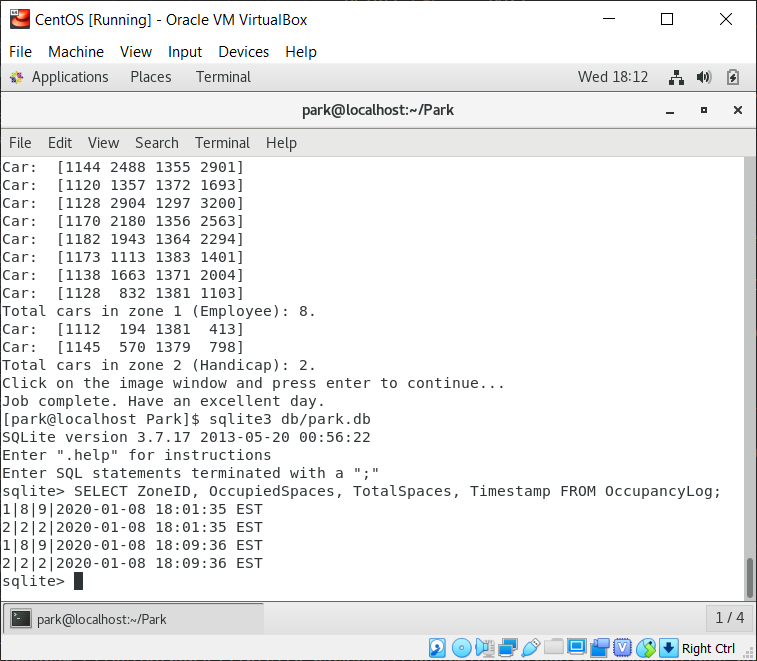 CentOS [Running] - Oracle VM VirtualBox
File Machine View Input Devices Help
Applications Places Terminal Wed 18:12
park@localhost:~/Park
File Edit View Search Terminal Help
Car:  [1144 2488 1355 2901]
Car:  [1120 1357 1372 1693]
Car:  [1128 2904 1297 3200]
Car:  [1170 2180 1356 2563]
Car:  [1182 1943 1364 2294]
Car:  [1173 1113 1383 1401]
Car:  [1138 1663 1371 2004]
Car:  [1128  832 1381 1103]
Total cars in zone 1 (Employee): 8.
Car:  [1112  194 1381  413]
Car:  [1145  570 1379  798]
Total cars in zone 2 (Handicap): 2.
Click on the image window and press enter to continue...
Job complete. Have an excellent day.
[park@localhost Park]$ sqlite3 db/park.db
SQLite version 3.7.17 2013-05-20 00:56:22
Enter ".help" for instructions
Enter SQL statements terminated with a ";"
sqlite> SELECT ZoneID, OccupiedSpaces, TotalSpaces, Timestamp FROM OccupancyLog;
1|8|9|2020-01-08 18:01:35 EST
2|2|2|2020-01-08 18:01:35 EST
1|8|9|2020-01-08 18:09:36 EST
2|2|2|2020-01-08 18:09:36 EST
sqlite>
park@localhost:~/Park 1 / 4
Right Ctrl